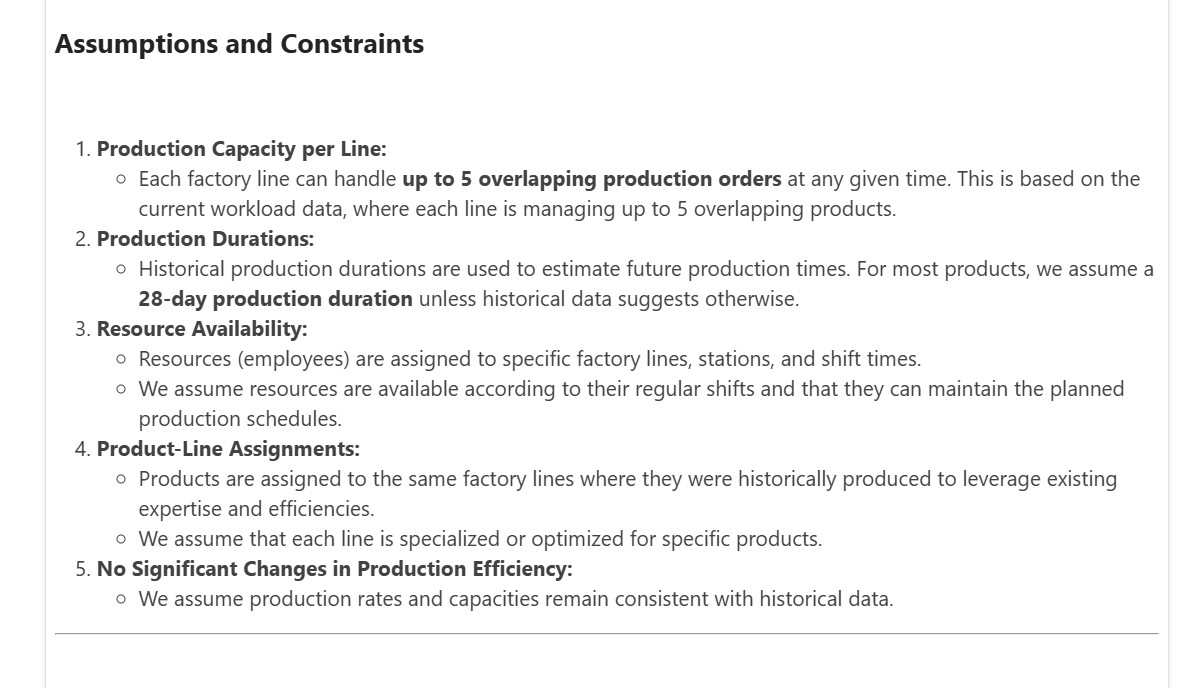 Assumptions and Constraints
1. Production Capacity per Line:
○ Each factory line can handle up to 5 overlapping production orders at any given time. This is based on the
current workload data, where each line is managing up to 5 overlapping products.
2. Production Durations:
○ Historical production durations are used to estimate future production times. For most products, we assume a
28-day production duration unless historical data suggests otherwise.
3. Resource Availability:
○ Resources (employees) are assigned to specific factory lines, stations, and shift times.
○ We assume resources are available according to their regular shifts and that they can maintain the planned
production schedules.
4. Product-Line Assignments:
○ Products are assigned to the same factory lines where they were historically produced to leverage existing
expertise and efficiencies.
○ We assume that each line is specialized or optimized for specific products.
5. No Significant Changes in Production Efficiency:
○ We assume production rates and capacities remain consistent with historical data.